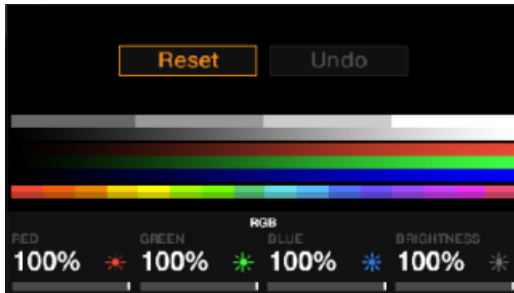 Reset Undo
RGB
RED GREEN BLUE BRIGHTNESS
100% 100% 100% 100%